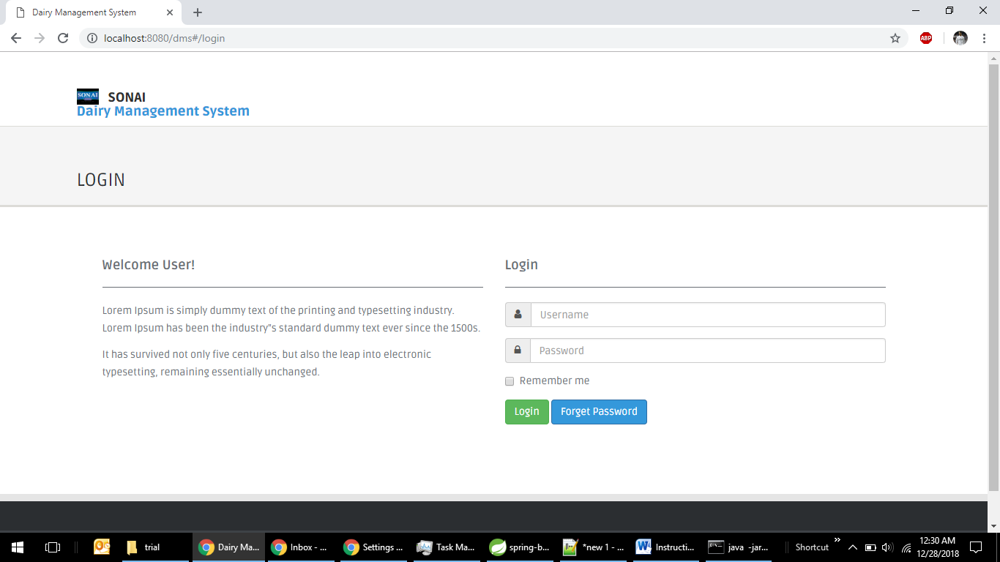 Dairy Management System
localhost:8080/dms#/login
ABP
SONAI
SONAI
Dairy Management System
LOGIN
Welcome User!
Lorem Ipsum is simply dummy text of the printing and typesetting industry.
Lorem Ipsum has been the industry"s standard dummy text ever since the 1500s.
It has survived not only five centuries, but also the leap into electronic
typesetting, remaining essentially unchanged.
Login
Username
Password
Remember me
Login
Forget Password
trial
Dairy Ma...
Inbox - ...
Settings ...
Task Ma...
spring-b...
*new 1 - ...
Instructi...
java -jar...
Shortcut
12:30 AM
12/28/2018